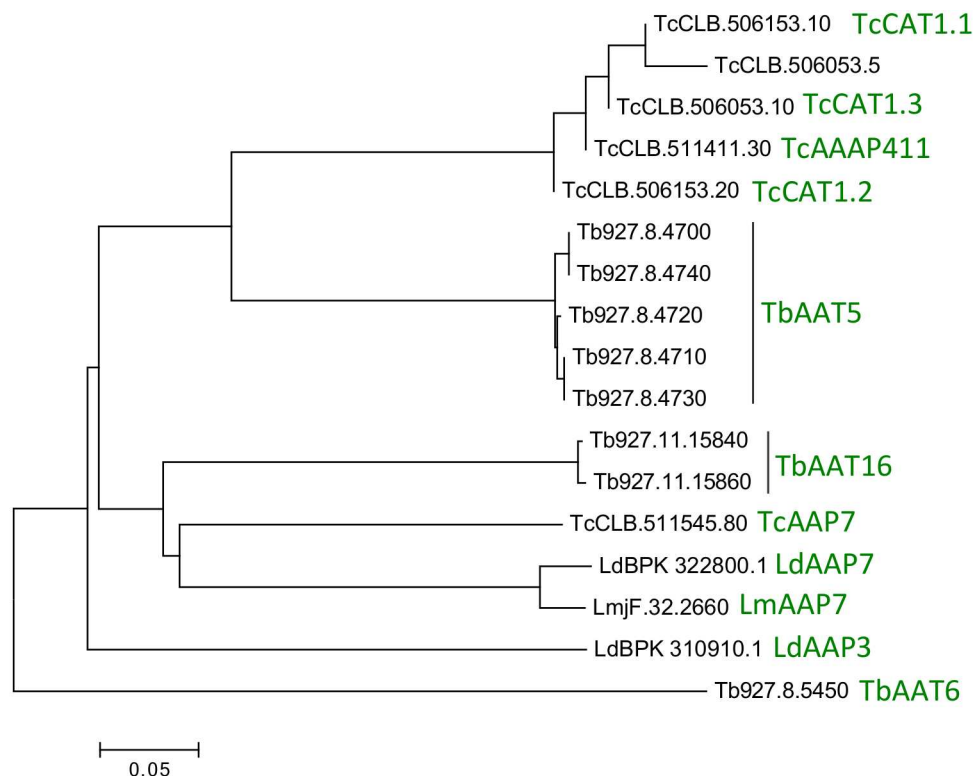 TcCLB.506153.10 TcCAT1.1
TcCLB.506053.5
TcCLB.506053.10 TcCAT1.3
TcCLB.511411.30 TcAAAP411
TcCLB.506153.20 TcCAT1.2
Tb927.8.4700
Tb927.8.4740
Tb927.8.4720 TbAAT5
Tb927.8.4710
Tb927.8.4730
Tb927.11.15840
TbAAT16
Tb927.11.15860
TcCLB.511545.80 TcAAP7
LdBPK 322800.1 LdAAP7
LmjF.32.2660 LmAAP7
LdBPK 310910.1 LdAAP3
Tb927.8.5450 TbAAT6
0.05